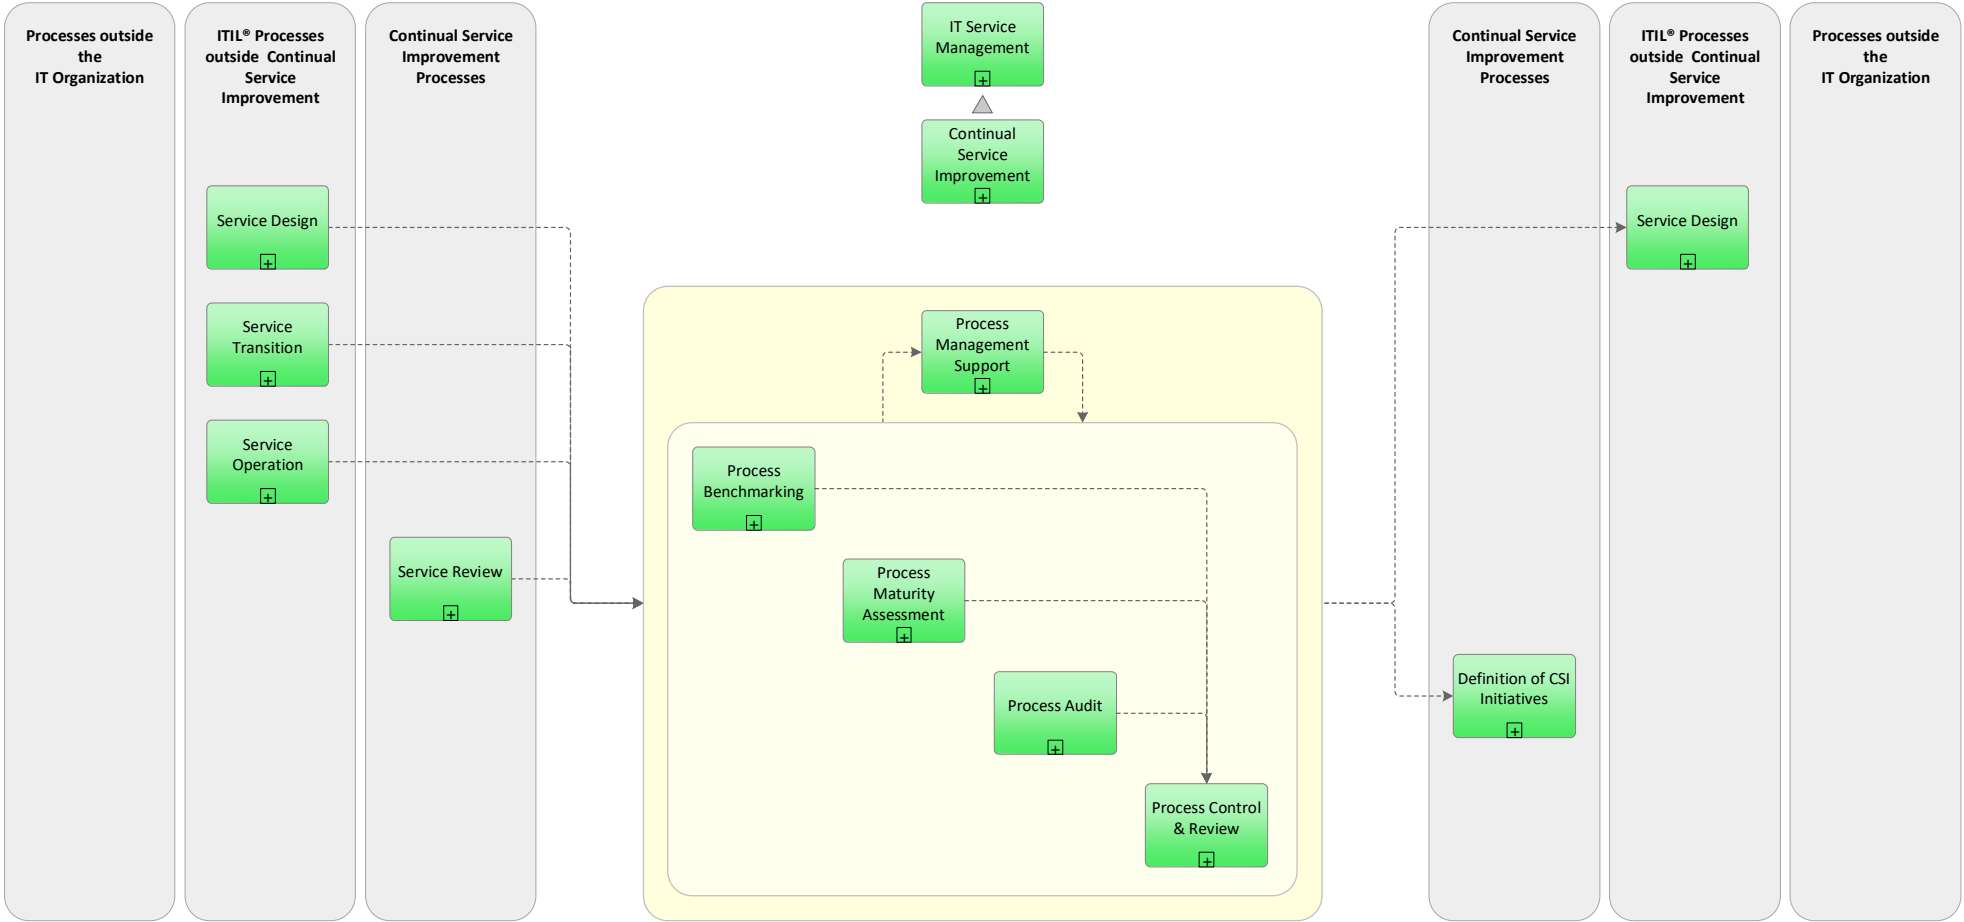 Processes outside
the
IT Organization
ITIL® Processes
outside  Continual
Service
Improvement
Continual Service
Improvement
Processes
IT Service
Management
Continual
Service
Improvement
Continual Service
Improvement
Processes
ITIL® Processes
outside  Continual
Service
Improvement
Processes outside
the
IT Organization
Service Design
Service
Transition
Service
Operation
Service Review
Process
Management
Support
Process
Benchmarking
Process
Maturity
Assessment
Process Audit
Process Control
& Review
Service Design
Definition of CSI
Initiatives